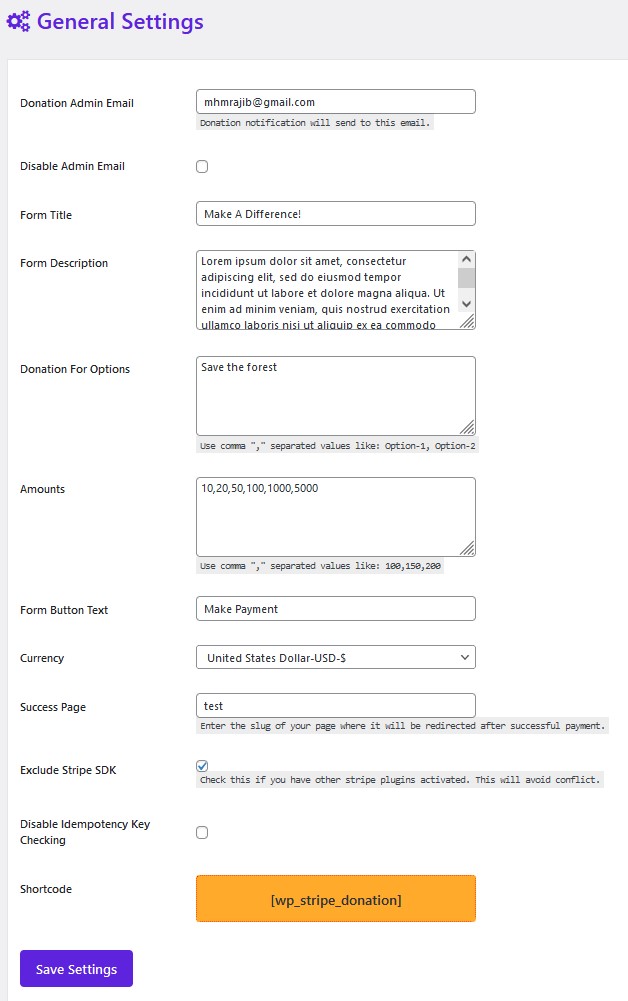 General Settings
Donation Admin Email
mhmrajib@gmail.com
Donation notification will send to this email.
Disable Admin Email
Form Title
Make A Difference!
Form Description
Lorem ipsum dolor sit amet, consectetur
adipiscing elit, sed do eiusmod tempor
incididunt ut labore et dolore magna aliqua. Ut
enim ad minim veniam, quis nostrud exercitation
ullamco laboris nisi ut aliquip ex ea commodo
Donation For Options
Save the forest
Use comma "," separated values like: Option-1, Option-2
Amounts
10,20,50,100,1000,5000
Use comma "," separated values like: 100,150,200
Form Button Text
Make Payment
Currency
United States Dollar-USD-$
Success Page
test
Enter the slug of your page where it will be redirected after successful payment.
Exclude Stripe SDK
Check this if you have other stripe plugins activated. This will avoid conflict.
Disable Idempotency Key
Checking
Shortcode
[wp_stripe_donation]
Save Settings